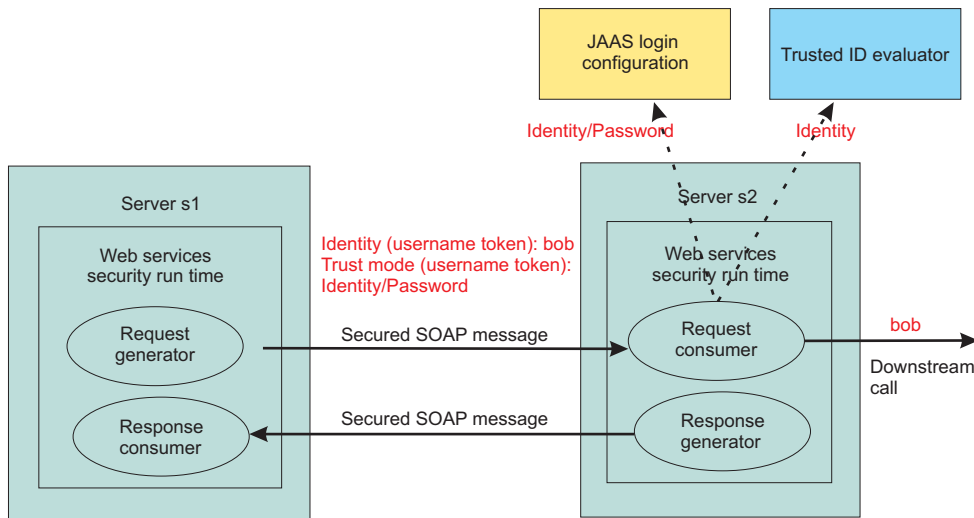 JAAS login
configuration
Trusted ID evaluator
Identity/Password
Identity
Server s1
Web services
security run time
Request
generator
Response
consumer
Identity (username token): bob
Trust mode (username token):
Identity/Password
Secured SOAP message
Secured SOAP message
Server s2
Web services
security run time
Request
consumer
Response
generator
bob
Downstream
call